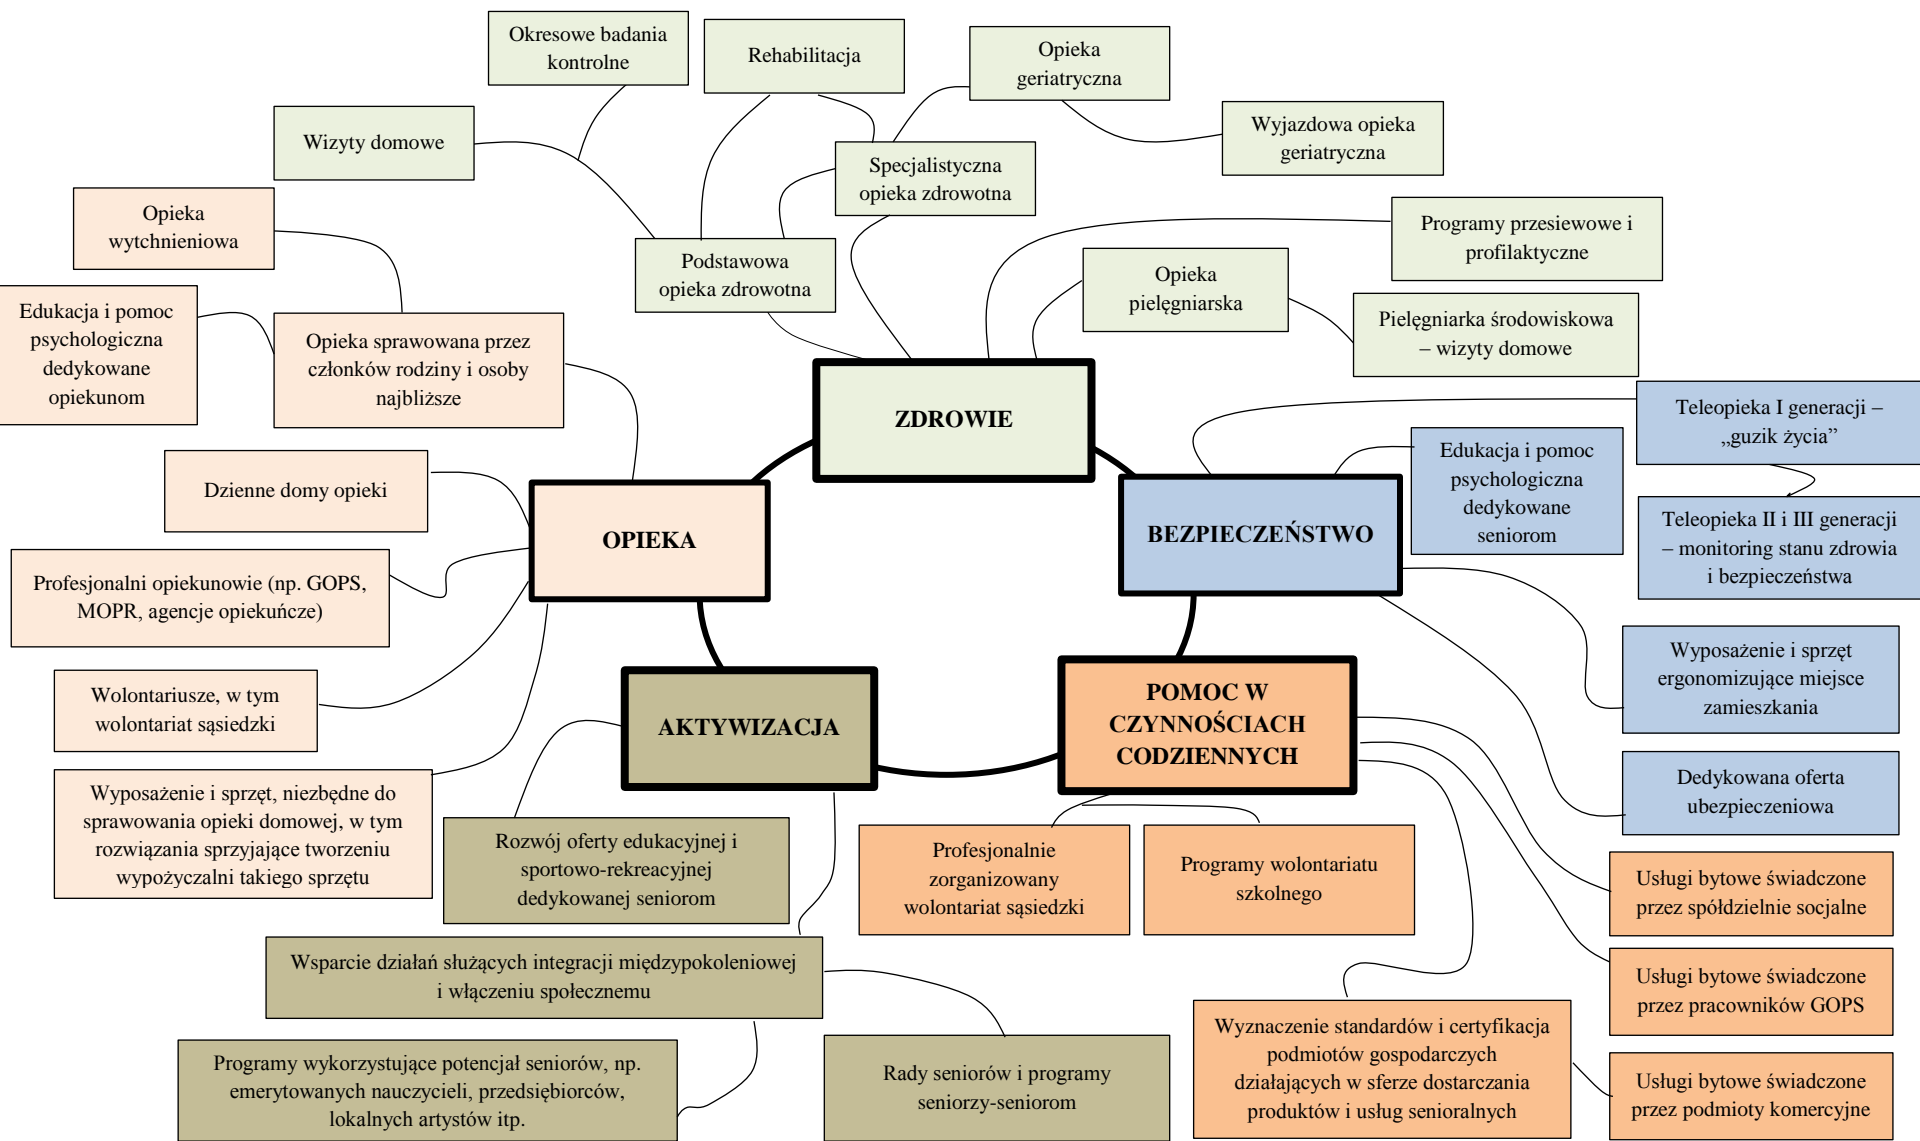 Okresowe badania
kontrolne
Rehabilitacja
Opieka
geriatryczna
Wizyty domowe
Wyjazdowa opieka
geriatryczna
Specjalistyczna
opieka zdrowotna
Opieka
wytchnieniowa
Programy przesiewowe i
profilaktyczne
Podstawowa
opieka zdrowotna
Opieka
pielęgniarska
Edukacja i pomoc
psychologiczna
dedykowane
opiekunom
Opieka sprawowana przez
członków rodziny i osoby
najbliższe
Pielęgniarka środowiskowa
– wizyty domowe
ZDROWIE
Teleopieka I generacji –
„guzik życia”
Edukacja i pomoc
psychologiczna
dedykowane
seniorom
Dzienne domy opieki
OPIEKA
BEZPIECZEŃSTWO
Teleopieka II i III generacji
– monitoring stanu zdrowia
i bezpieczeństwa
Profesjonalni opiekunowie (np. GOPS,
MOPR, agencje opiekuńcze)
Wyposażenie i sprzęt
ergonomizujące miejsce
zamieszkania
Wolontariusze, w tym
wolontariat sąsiedzki
AKTYWIZACJA
POMOC W
CZYNNOŚCIACH
CODZIENNYCH
Dedykowana oferta
ubezpieczeniowa
Wyposażenie i sprzęt, niezbędne do
sprawowania opieki domowej, w tym
rozwiązania sprzyjające tworzeniu
wypożyczalni takiego sprzętu
Rozwój oferty edukacyjnej i
sportowo-rekreacyjnej
dedykowanej seniorom
Profesjonalnie
zorganizowany
wolontariat sąsiedzki
Programy wolontariatu
szkolnego
Usługi bytowe świadczone
przez spółdzielnie socjalne
Wsparcie działań służących integracji międzypokoleniowej
i włączeniu społecznemu
Usługi bytowe świadczone
przez pracowników GOPS
Programy wykorzystujące potencjał seniorów, np.
emerytowanych nauczycieli, przedsiębiorców,
lokalnych artystów itp.
Rady seniorów i programy
seniorzy-seniorom
Wyznaczenie standardów i certyfikacja
podmiotów gospodarczych
działających w sferze dostarczania
produktów i usług senioralnych
Usługi bytowe świadczone
przez podmioty komercyjne